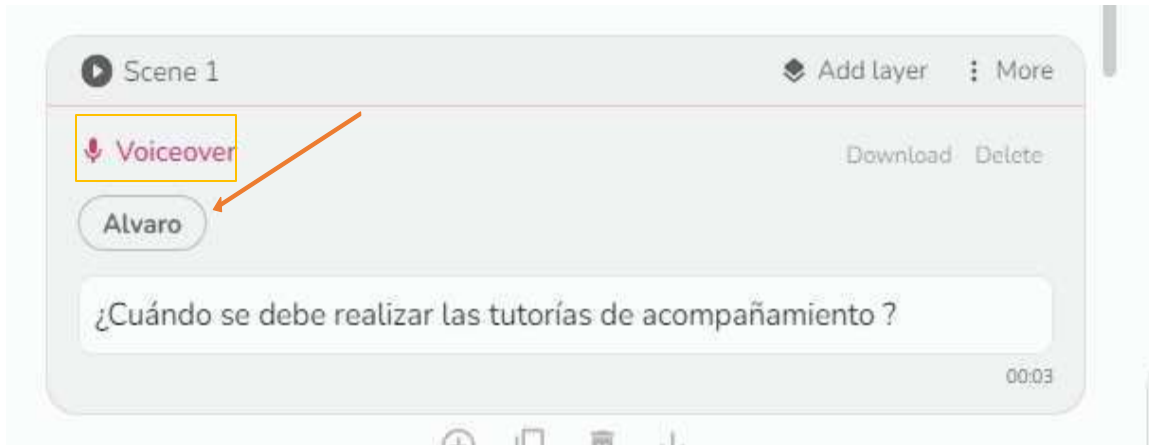 Scene 1 Add layer More
Voiceover Download Delete
Alvaro
¿Cuándo se debe realizar las tutorías de acompañamiento ?
00:03